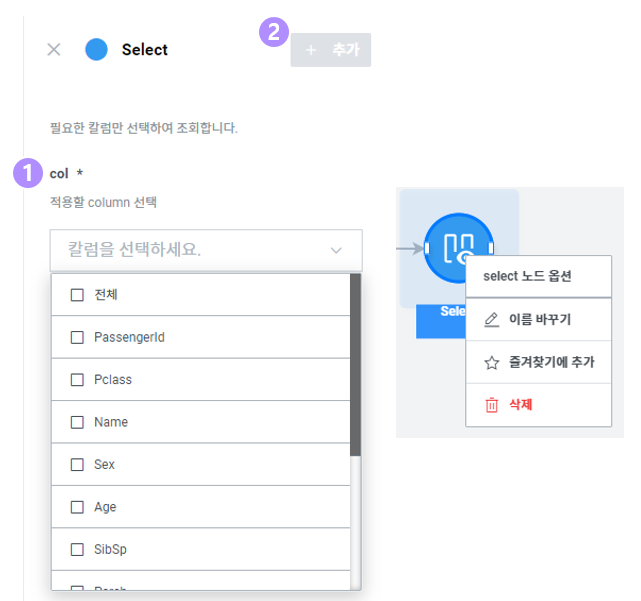 Select
2
+ 추가
필요한 칼럼만 선택하여 조회합니다.
1
col *
적용할 column 선택
칼럼을 선택하세요.
전체
PassengerId
Pclass
Name
Sex
Age
SibSp
Parch
Sele
select 노드 옵션
이름 바꾸기
즐겨찾기에 추가
삭제